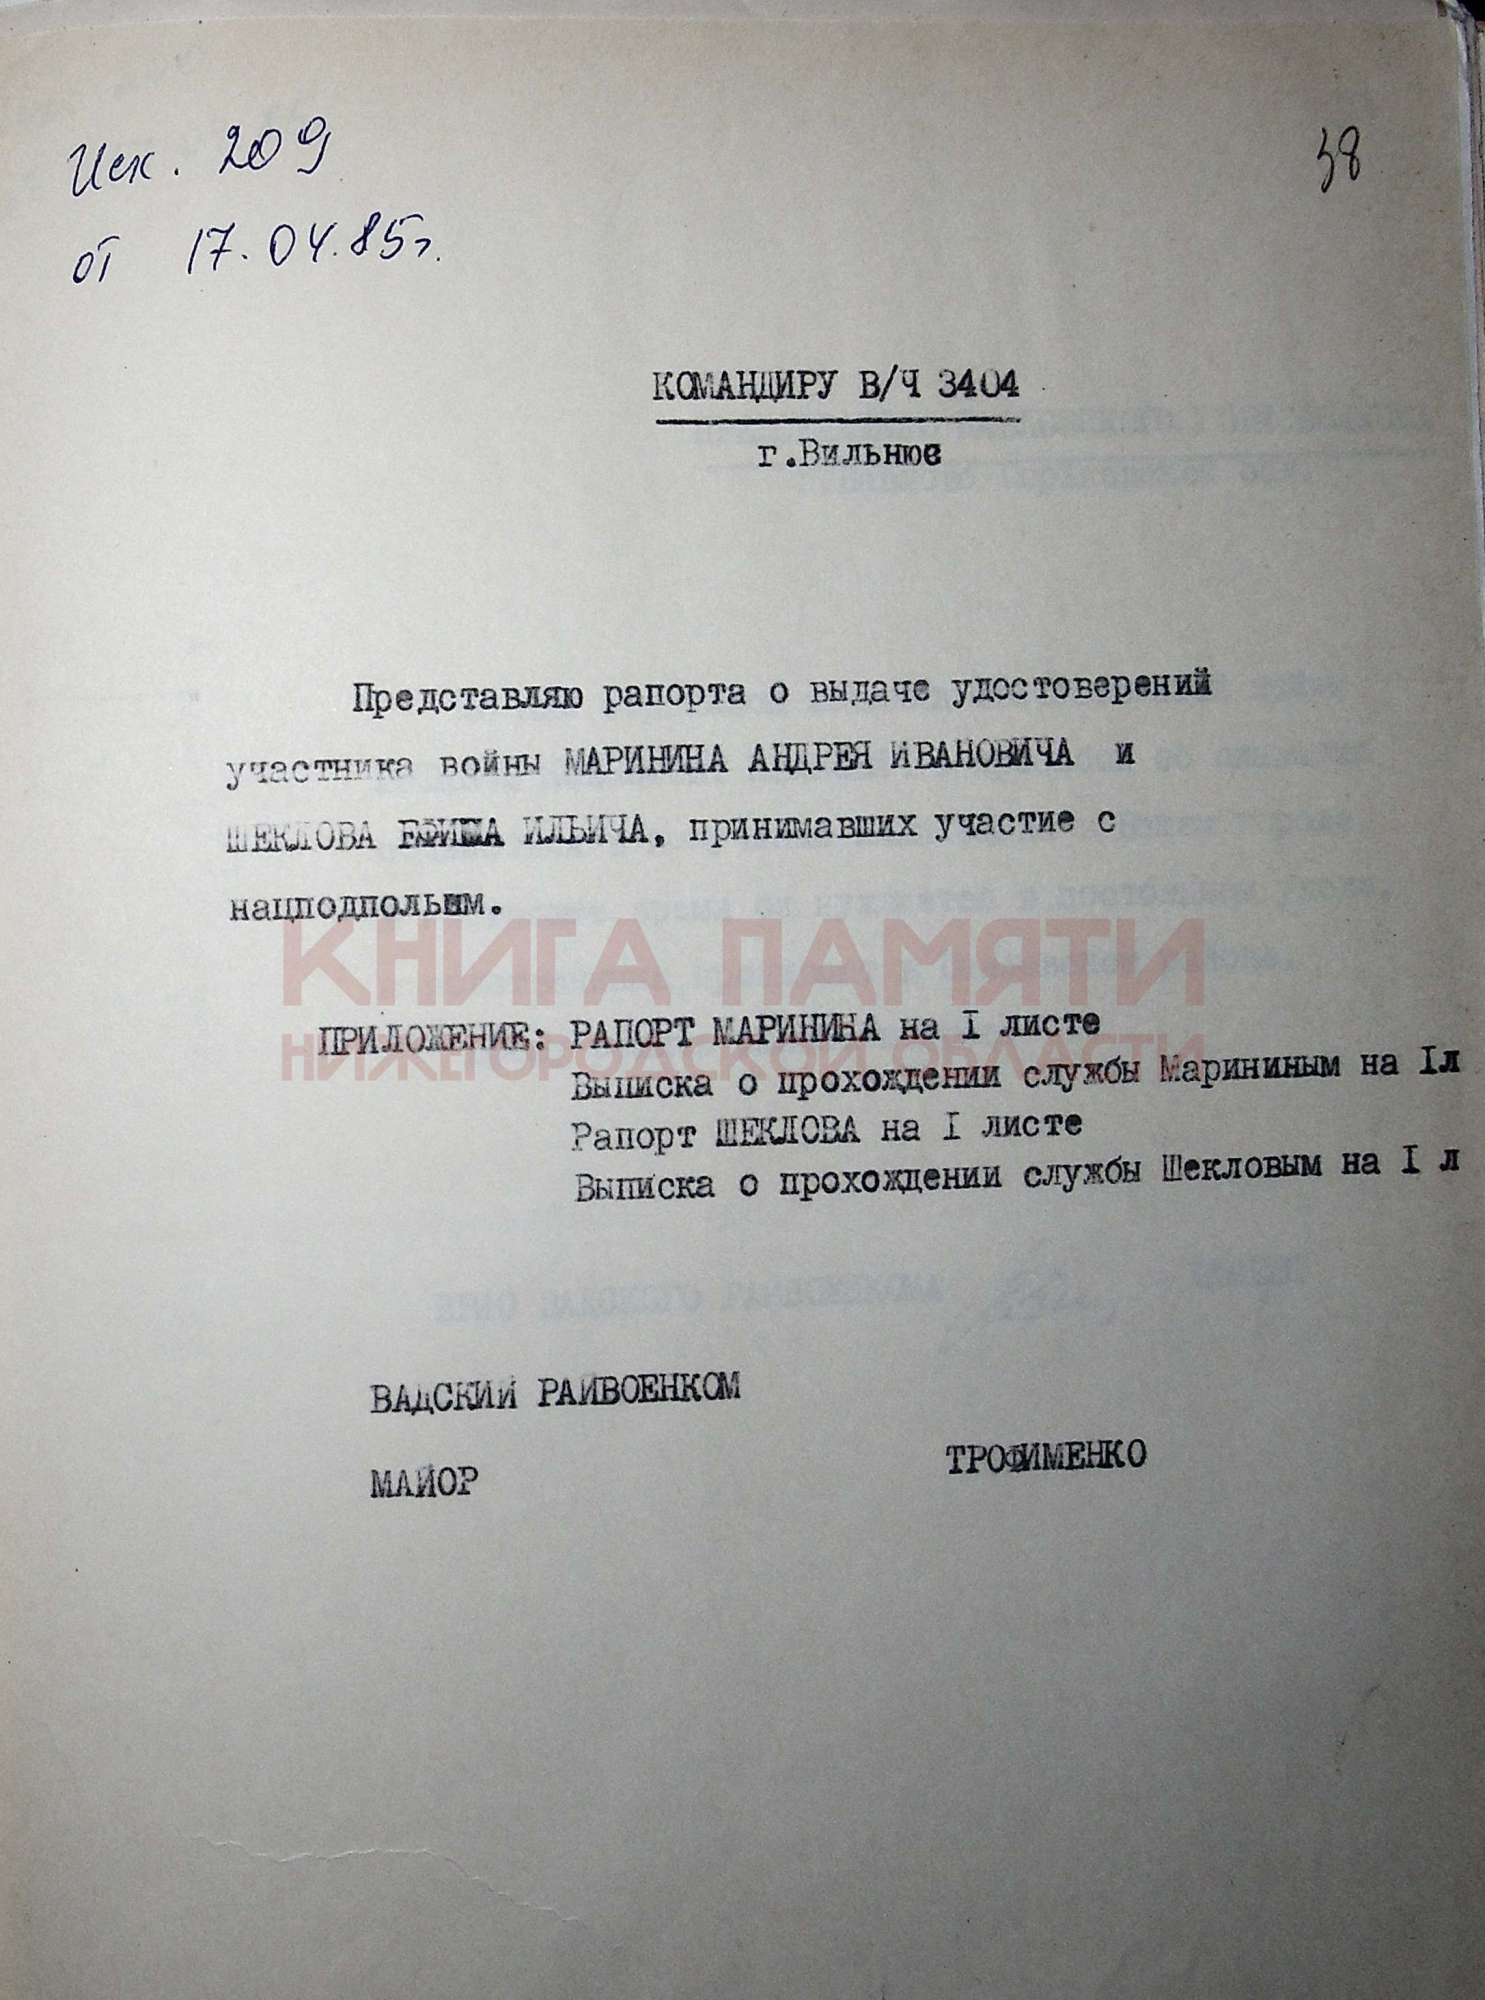 Исх. 209
от 17.04.85г.
38
КОМАНДИРУ В/Ч 3404
г.Вильнюс
Представляю рапорта о выдаче удостоверений
участника войны МАРИНИНА АНДРЕЯ ИВАНОВИЧА и
ШЕКЛОВА ИЛЬИЧА, принимавших участие с
нацподпольем.
КНИГА ПАМЯТИ
НИЖЕГОРОДСКОЙ ОБЛАСТИ
ПРИЛОЖЕНИЕ: РАПОРТ МАРИНИНА на I листе
Выписка о прохождении службы Марининым на Iл
Рапорт ШЕКЛОВА на I листе
Выписка о прохождении службы Шекловым на I л
ВАДСКИЙ РАЙВОЕНКОМ
МАЙОР ТРОФИМЕНКО